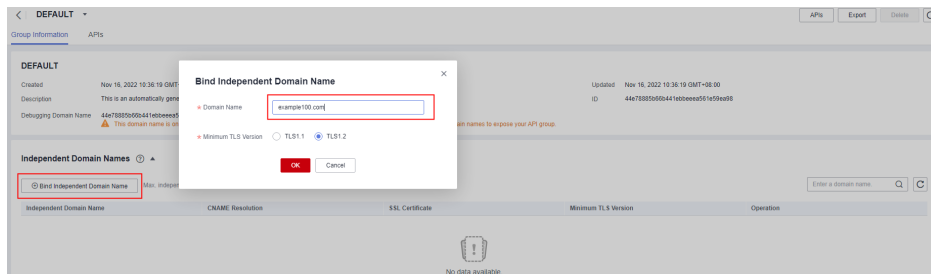 DEFAULT
APIs Export Delete
Group Information APIs
DEFAULT
Created Nov 16, 2022 10:36:19 GMT+
Updated Nov 16, 2022 10:36:19 GMT+08:00
Description This is an automatically gene
ID 44e78885b66b441ebbeeea561e59ea98
Debugging Domain Name 44e78885b66b441ebbeeea5
This domain name is on
ain names to expose your API group.
Bind Independent Domain Name
* Domain Name example100.com
* Minimum TLS Version TLS1.1 TLS1.2
OK Cancel
Independent Domain Names
Bind Independent Domain Name Max. indepen
Enter a domain name.
Independent Domain Name CNAME Resolution SSL Certificate Minimum TLS Version Operation
No data available